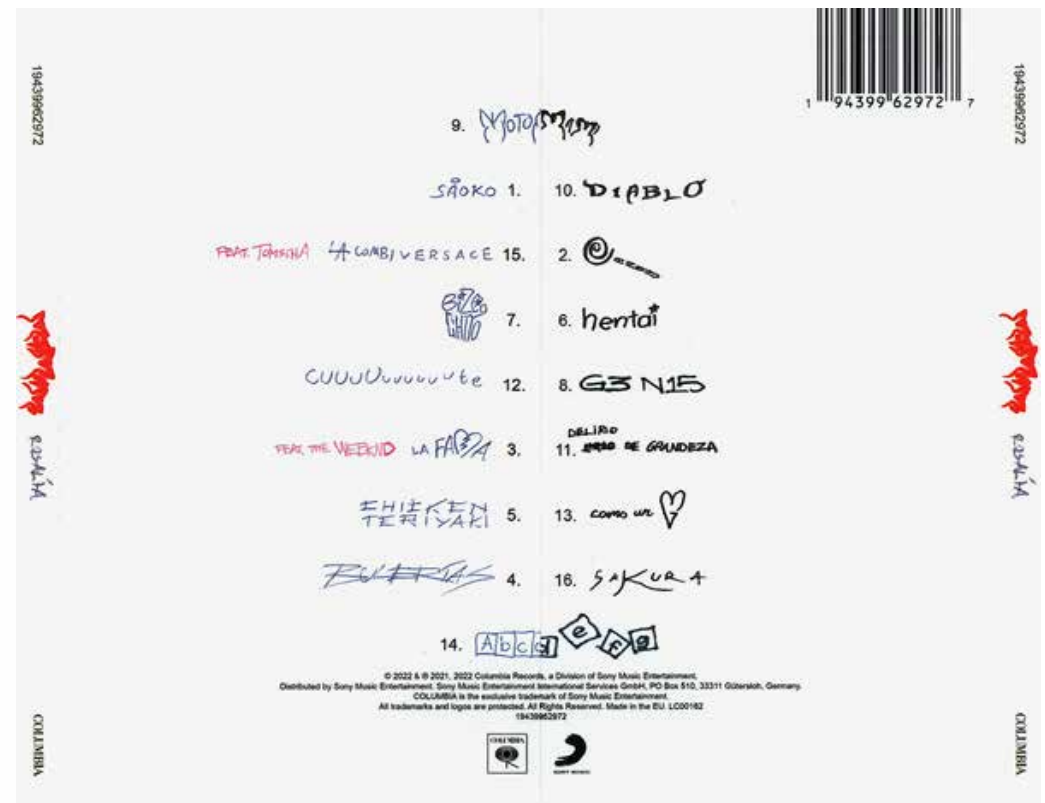 19439962972
1 94399 62972 7
19439962972
9. MOTOMAMI
SAOKO 1.
10. DIABLO
FEAT. TOKISCHA LA COMBI VERSACE 15.
2.
BIZCOCHITO 7.
6. hentai
CUUUUuuuuuute 12.
8. G3 N15
FEAT. THE WEEKND LA FAMA 3.
11. DELIRIO DE GRANDEZA
CHICKEN TERIYAKI 5.
13. como un
BULERÍAS 4.
16. SAKURA
14. Abcdefg
ROSALÍA
ROSALÍA
© 2022 & ℗ 2021, 2022 Columbia Records, a Division of Sony Music Entertainment.
Distributed by Sony Music Entertainment. Sony Music Entertainment International Services GmbH, PO Box 510, 33311 Gütersloh, Germany.
COLUMBIA is the exclusive trademark of Sony Music Entertainment.
All trademarks and logos are protected. All Rights Reserved. Made in the EU. LC00162
19439962972
COLUMBIA
COLUMBIA
SONY MUSIC
COLUMBIA